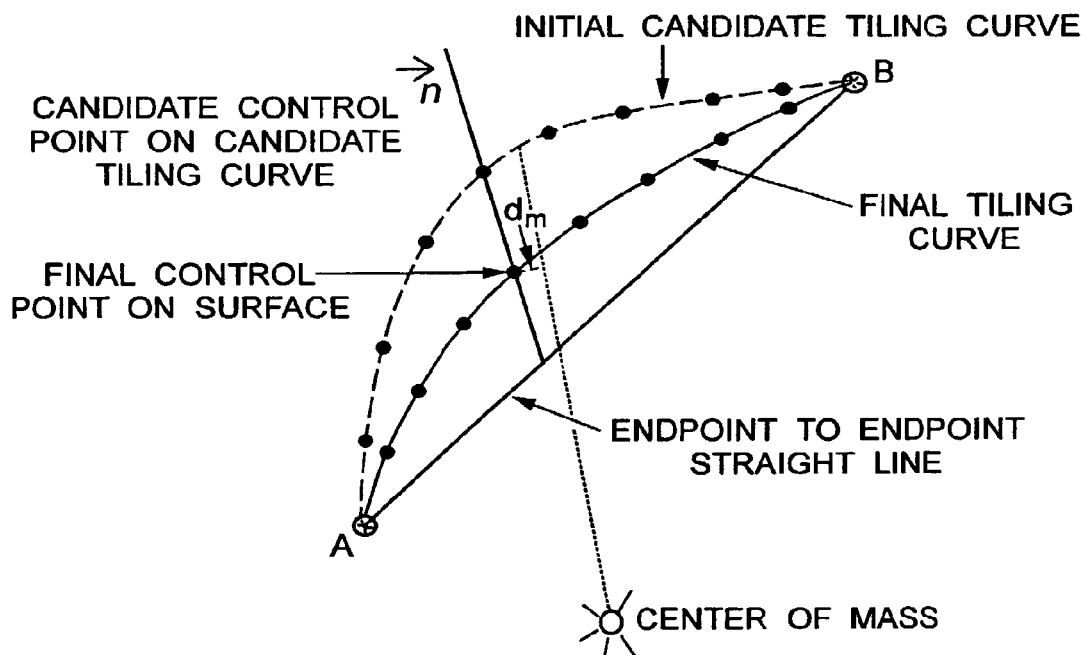 INITIAL CANDIDATE TILING CURVE
n
B
CANDIDATE CONTROL
POINT ON CANDIDATE
TILING CURVE
dm
FINAL TILING
CURVE
FINAL CONTROL
POINT ON SURFACE
ENDPOINT TO ENDPOINT
STRAIGHT LINE
A
CENTER OF MASS